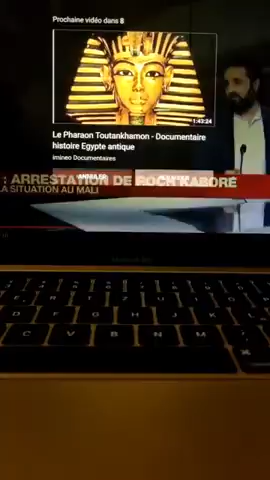 Prochaine vidéo dans 8
1:43:24
Le Pharaon Toutankhamon - Documentaire
histoire Egypte antique
imineo Documentaires
ANNULER
: ARRESTATION DE ROCH KABORÉ
LA SITUATION AU MALI
E R T Z U
D F G H J K
C V B N M